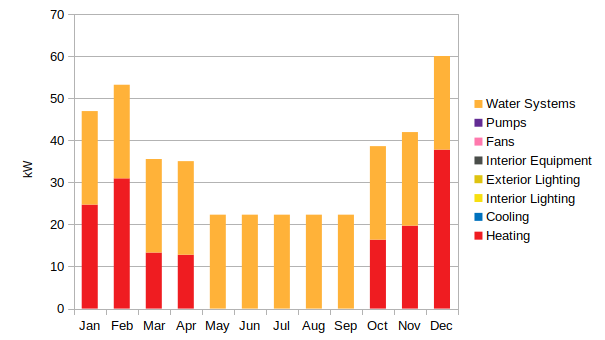 70
60
50
40
30
20
10
0
kW
Jan Feb Mar Apr May Jun Jul Aug Sep Oct Nov Dec
Water Systems
Pumps
Fans
Interior Equipment
Exterior Lighting
Interior Lighting
Cooling
Heating